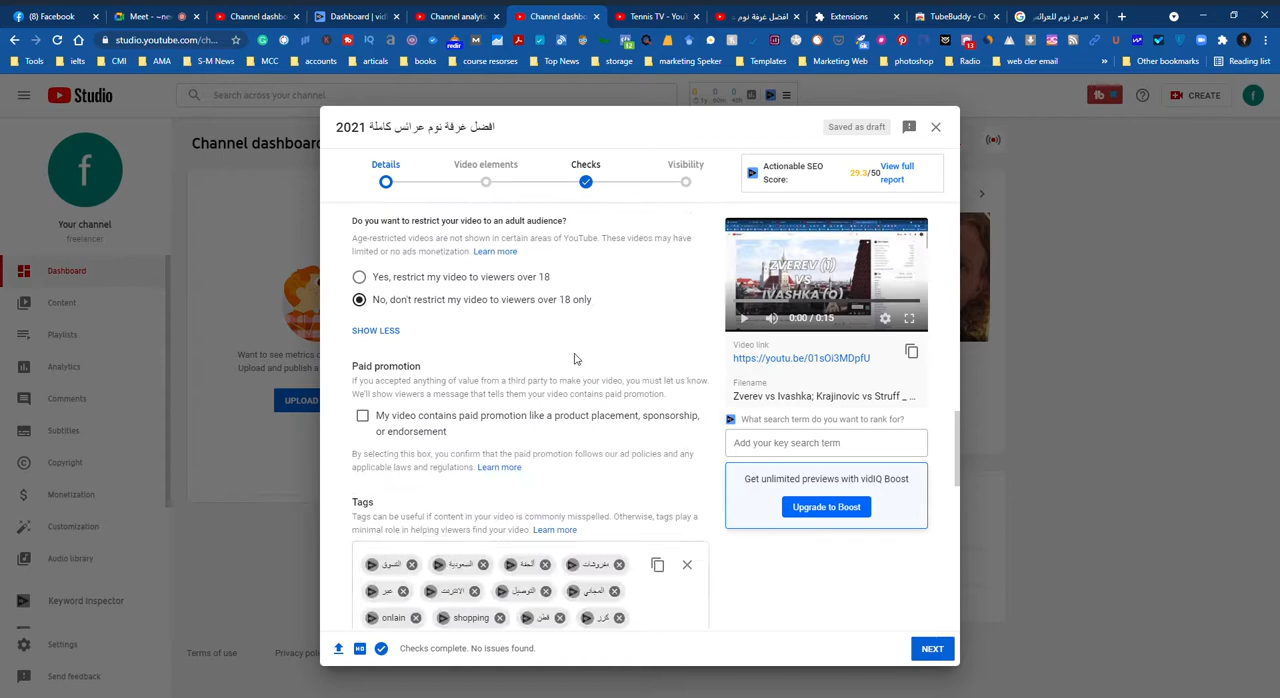 Facebook
Meet -
Channel dashbo
Dashboard | vid
Channel analytic
Channel dashbo
Tennis TV - You
افضل غرفة نوم
Extensions
TubeBuddy - Ch
سرير نوم للعرائس
studio.youtube.com/ch...
Tools
ielts
CMI
AMA
S-M News
MCC
accounts
articals
books
course resorses
Top News
storage
marketing Speker
Templates
Marketing Web
photoshop
Radio
web cler email
Other bookmarks
Reading list
Studio
Search across your channel
CREATE
f
Your channel
freelancer
Dashboard
Content
Playlists
Analytics
Comments
Subtitles
Copyright
Monetization
Customization
Audio library
Keyword Inspector
Settings
Send feedback
Channel dashboard
Want to see metrics o
Upload and publish a
UPLOAD
Terms of use
Privacy poli
افضل غرفة نوم عرائس كاملة 2021
Saved as draft
Details
Video elements
Checks
Visibility
Actionable SEO
Score:
29.3/50
View full
report
Do you want to restrict your video to an adult audience?
Age-restricted videos are not shown in certain areas of YouTube. These videos may
have limited or no ads monetization. Learn more
Yes, restrict my video to viewers over 18
No, don't restrict my video to viewers over 18 only
SHOW LESS
Paid promotion
If you accepted anything of value from a third party to make your video, you must let us know.
We'll show viewers a message that tells them your video contains paid promotion.
My video contains paid promotion like a product placement, sponsorship,
or endorsement
By selecting this box, you confirm that the paid promotion follows our ad policies and any
applicable laws and regulations. Learn more
Tags
Tags can be useful if content in your video is commonly misspelled. Otherwise, tags play a
minimal role in helping viewers find your video. Learn more
التسوق السعودية ألحفة مفروشات
عبر الانترنت التوصيل المجاني
onlain shopping قطن كرز
ZVEREV (1)
VS
IVASHKA (0)
0:00 / 0:15
Video link
https://youtu.be/01sOi3MDpfU
Filename
Zverev vs Ivashka; Krajinovic vs Struff _ ...
What search term do you want to rank for?
Add your key search term
Get unlimited previews with vidIQ Boost
Upgrade to Boost
Checks complete. No issues found.
NEXT